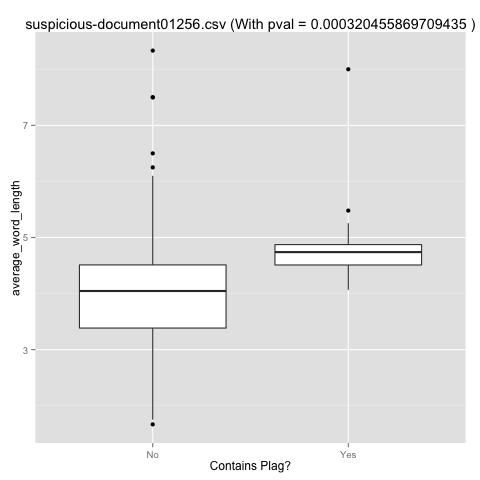 suspicious-document01256.csv (With pval = 0.000320455869709435 )
average_word_length
7
5
3
No
Yes
Contains Plag?